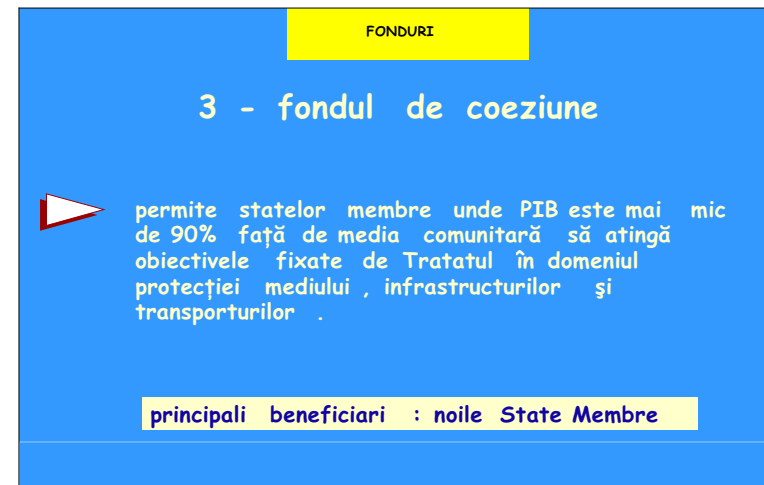 FONDURI
3 - fondul de coeziune
permite statelor membre unde PIB este mai mic
de 90% față de media comunitară să atingă
obiectivele fixate de Tratatul în domeniul
protecției mediului , infrastructurilor şi
transporturilor .
principali beneficiari : noile State Membre